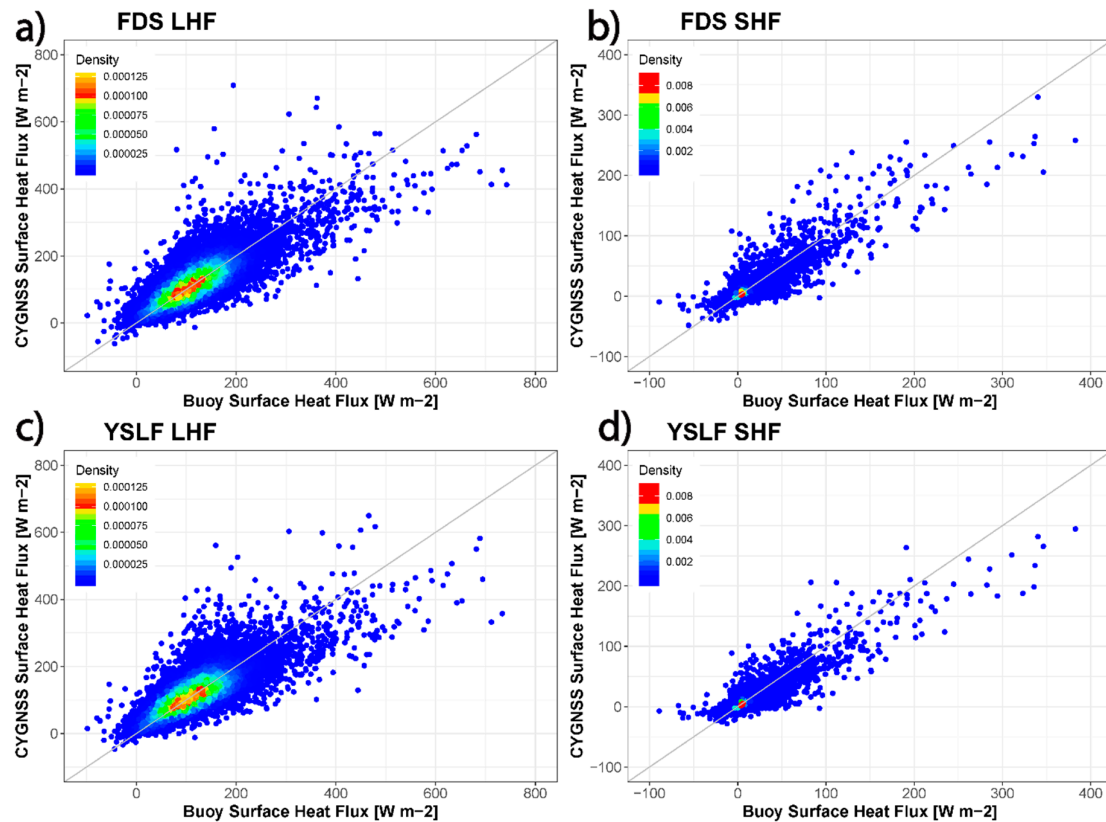 a) FDS LHF
CYGNSS Surface Heat Flux [W m−2]
800
600
400
200
0
Density
0.000125
0.000100
0.000075
0.000050
0.000025
0 200 400 600 800
Buoy Surface Heat Flux [W m−2]
b) FDS SHF
CYGNSS Surface Heat Flux [W m−2]
400
300
200
100
0
−100
Density
0.008
0.006
0.004
0.002
−100 0 100 200 300 400
Buoy Surface Heat Flux [W m−2]
c) YSLF LHF
CYGNSS Surface Heat Flux [W m−2]
800
600
400
200
0
Density
0.000125
0.000100
0.000075
0.000050
0.000025
0 200 400 600 800
Buoy Surface Heat Flux [W m−2]
d) YSLF SHF
CYGNSS Surface Heat Flux [W m−2]
400
300
200
100
0
−100
Density
0.008
0.006
0.004
0.002
−100 0 100 200 300 400
Buoy Surface Heat Flux [W m−2]